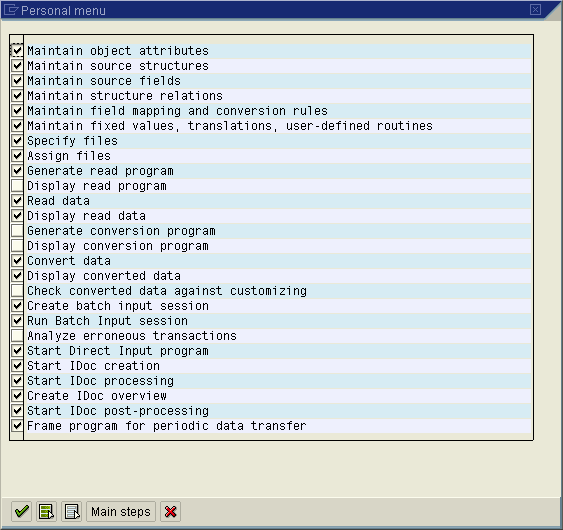 Personal menu
Maintain object attributes
Maintain source structures
Maintain source fields
Maintain structure relations
Maintain field mapping and conversion rules
Maintain fixed values, translations, user-defined routines
Specify files
Assign files
Generate read program
Display read program
Read data
Display read data
Generate conversion program
Display conversion program
Convert data
Display converted data
Check converted data against customizing
Create batch input session
Run Batch Input session
Analyze erroneous transactions
Start Direct Input program
Start IDoc creation
Start IDoc processing
Create IDoc overview
Start IDoc post-processing
Frame program for periodic data transfer
Main steps